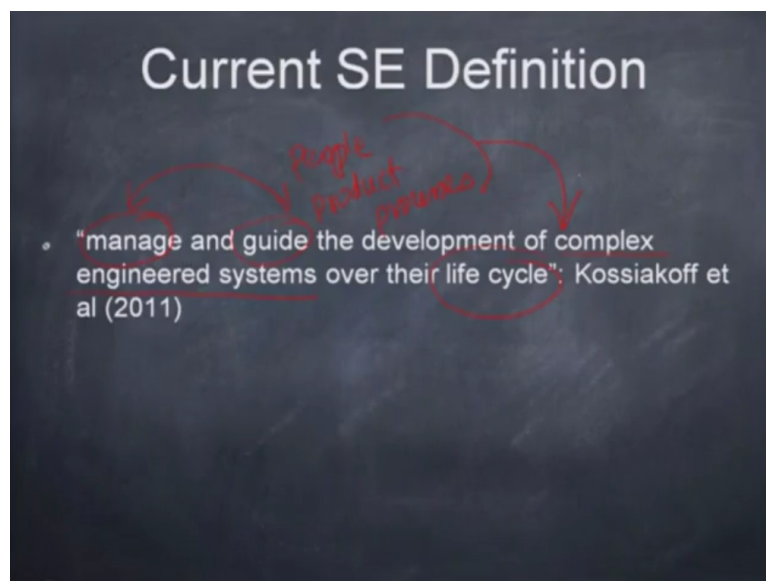 Current SE Definition
People
product
processes
• “manage and guide the development of complex
engineered systems over their life cycle”: Kossiakoff et
al (2011)